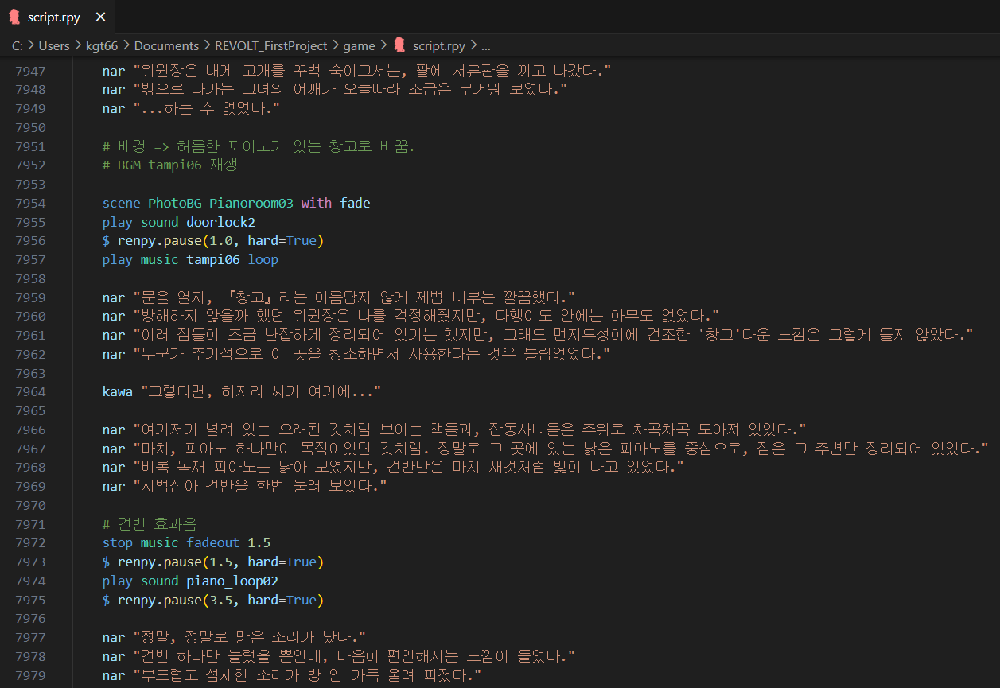 script.rpy ×
C: > Users > kgt66 > Documents > REVOLT_FirstProject > game > script.rpy > ...
7947 nar "위원장은 내게 고개를 꾸벅 숙이고서는, 팔에 서류판을 끼고 나갔다."
7948 nar "밖으로 나가는 그녀의 어깨가 오늘따라 조금은 무거워 보였다."
7949 nar "...하는 수 없었다."
7950
7951 # 배경 => 허름한 피아노가 있는 창고로 바꿈.
7952 # BGM tampi06 재생
7953
7954 scene PhotoBG Pianoroom03 with fade
7955 play sound doorlock2
7956 $ renpy.pause(1.0, hard=True)
7957 play music tampi06 loop
7958
7959 nar "문을 열자, 『창고』라는 이름답지 않게 제법 내부는 깔끔했다."
7960 nar "방해하지 않을까 했던 위원장은 나를 걱정해줬지만, 다행이도 안에는 아무도 없었다."
7961 nar "여러 짐들이 조금 난잡하게 정리되어 있기는 했지만, 그래도 먼지투성이에 건조한 '창고'다운 느낌은 그렇게 들지 않았다."
7962 nar "누군가 주기적으로 이 곳을 청소하면서 사용한다는 것은 틀림없었다."
7963
7964 kawa "그렇다면, 히지리 씨가 여기에..."
7965
7966 nar "여기저기 널려 있는 오래된 것처럼 보이는 책들과, 잡동사니들은 주위로 차곡차곡 모아져 있었다."
7967 nar "마치, 피아노 하나만이 목적이었던 것처럼. 정말로 그 곳에 있는 낡은 피아노를 중심으로, 짐은 그 주변만 정리되어 있었다."
7968 nar "비록 목재 피아노는 낡아 보였지만, 건반만은 마치 새것처럼 빛이 나고 있었다."
7969 nar "시범삼아 건반을 한번 눌러 보았다."
7970
7971 # 건반 효과음
7972 stop music fadeout 1.5
7973 $ renpy.pause(1.5, hard=True)
7974 play sound piano_loop02
7975 $ renpy.pause(3.5, hard=True)
7976
7977 nar "정말, 정말로 맑은 소리가 났다."
7978 nar "건반 하나만 눌렀을 뿐인데, 마음이 편안해지는 느낌이 들었다."
7979 nar "부드럽고 섬세한 소리가 방 안 가득 울려 퍼졌다."